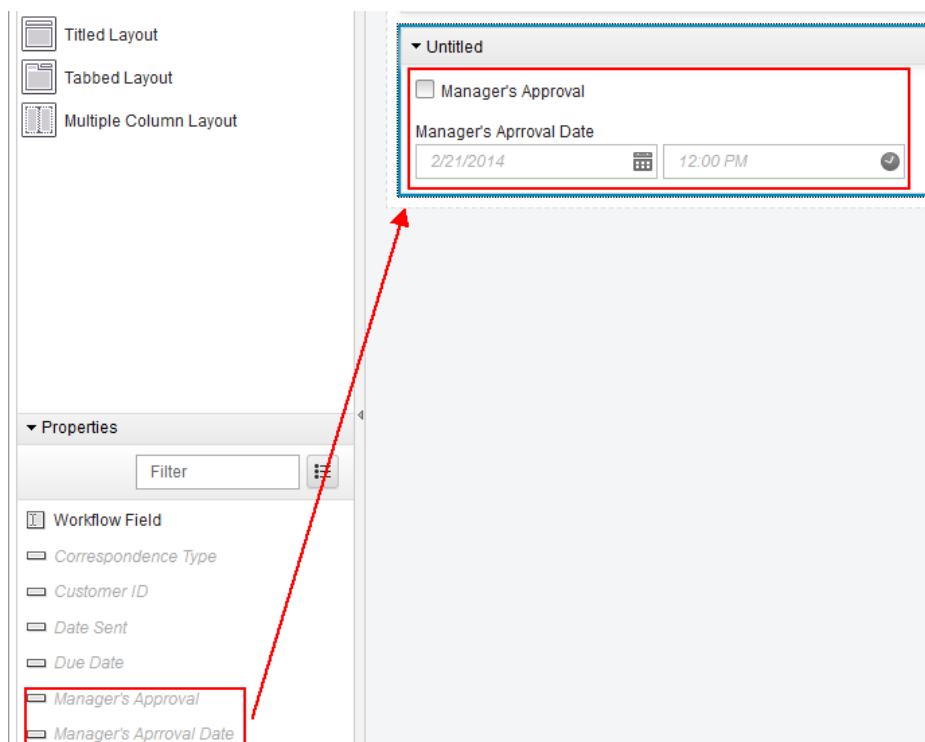 Titled Layout
Tabbed Layout
Multiple Column Layout
Untitled
Manager's Approval
Manager's Aprroval Date
2/21/2014 12:00 PM
Properties
Filter
Workflow Field
Correspondence Type
Customer ID
Date Sent
Due Date
Manager's Approval
Manager's Aprroval Date